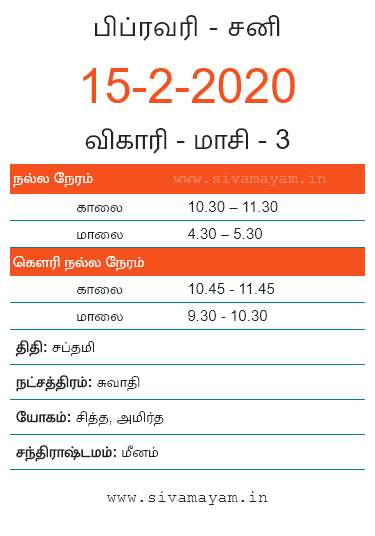 பிப்ரவரி - சனி
15-2-2020
விகாரி - மாசி - 3
நல்ல நேரம் www.sivamayam.in
காலை 10.30 – 11.30
மாலை 4.30 – 5.30
கௌரி நல்ல நேரம்
காலை 10.45 - 11.45
மாலை 9.30 - 10.30
திதி: சப்தமி
நட்சத்திரம்: சுவாதி
யோகம்: சித்த, அமிர்த
சந்திராஷ்டமம்: மீனம்
www.sivamayam.in